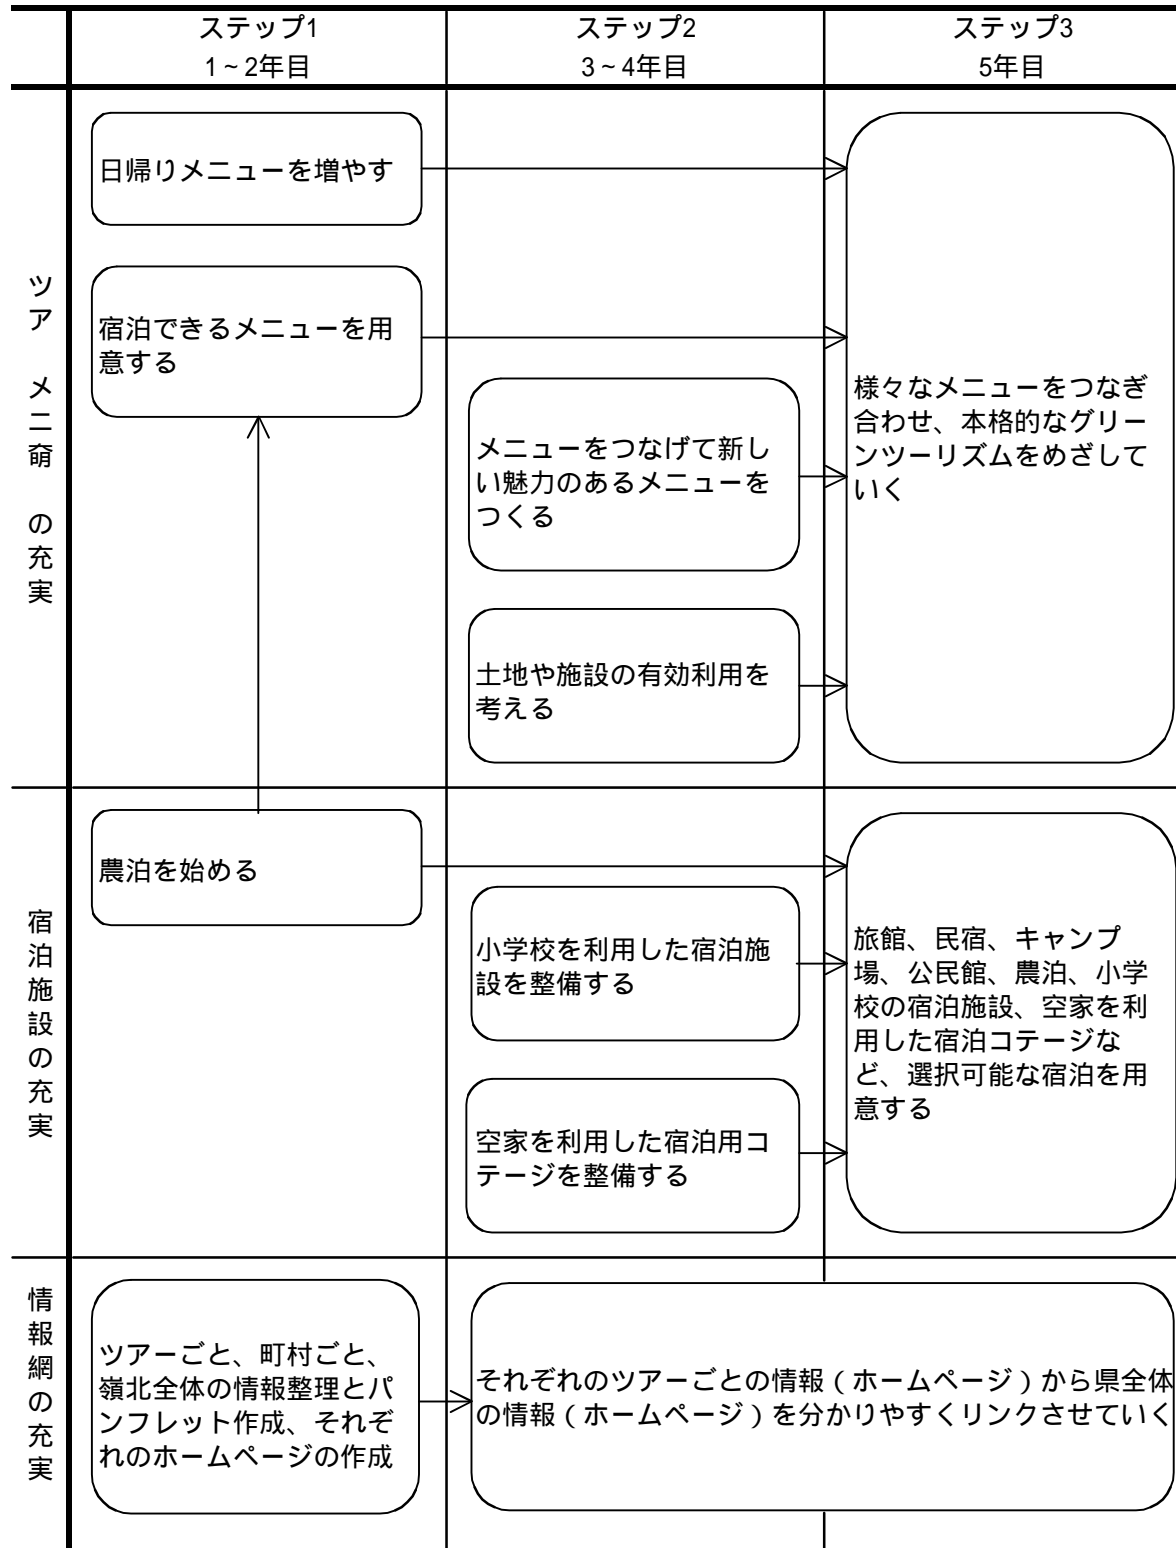 ステップ1
1~2年目
ステップ2
3~4年目
ステップ3
5年目
ツア メニ奝 の充実
日帰りメニューを増やす
宿泊できるメニューを用
意する
メニューをつなげて新し
い魅力のあるメニューを
つくる
土地や施設の有効利用を
考える
様々なメニューをつなぎ
合わせ、本格的なグリー
ンツーリズムをめざして
いく
宿泊施設の充実
農泊を始める
小学校を利用した宿泊施
設を整備する
空家を利用した宿泊用コ
テージを整備する
旅館、民宿、キャンプ
場、公民館、農泊、小学
校の宿泊施設、空家を利
用した宿泊コテージな
ど、選択可能な宿泊を用
意する
情報網の充実
ツアーごと、町村ごと、
嶺北全体の情報整理とパ
ンフレット作成、それぞ
れのホームページの作成
それぞれのツアーごとの情報(ホームページ)から県全体
の情報(ホームページ)を分かりやすくリンクさせていく